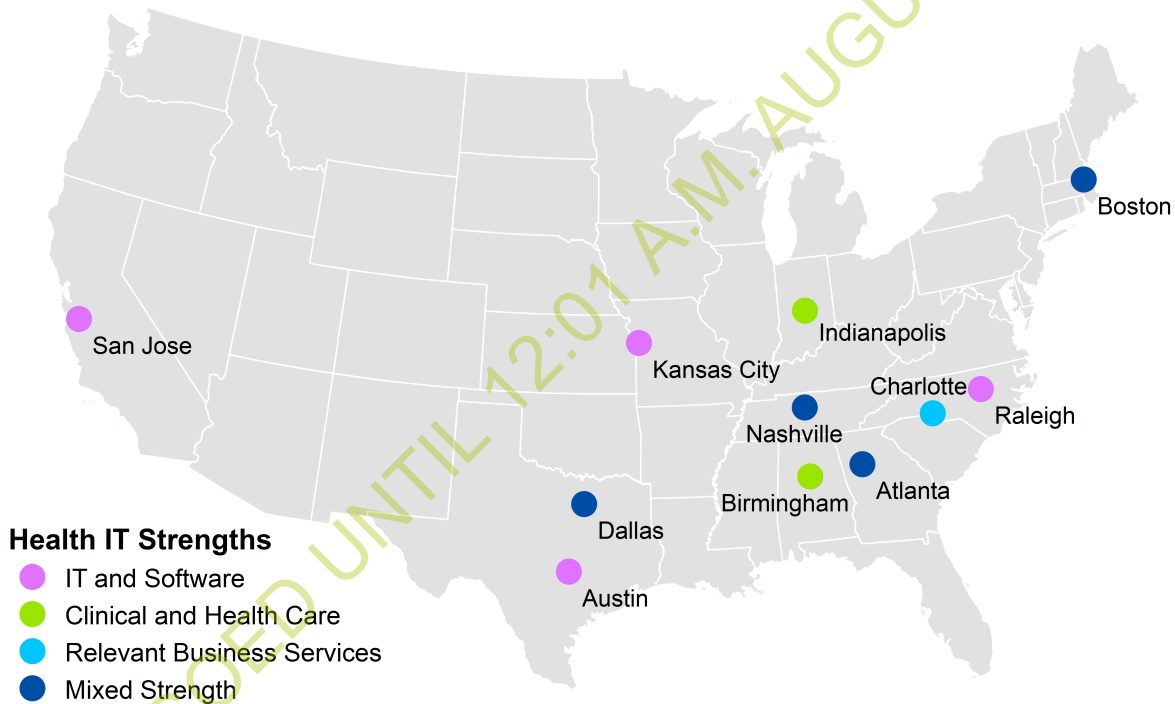 Boston
San Jose
Indianapolis
Kansas City
Charlotte
Raleigh
Nashville
Birmingham
Atlanta
Dallas
Austin
Health IT Strengths
IT and Software
Clinical and Health Care
Relevant Business Services
Mixed Strength
UNTIL 12:01 A.M. AUGU